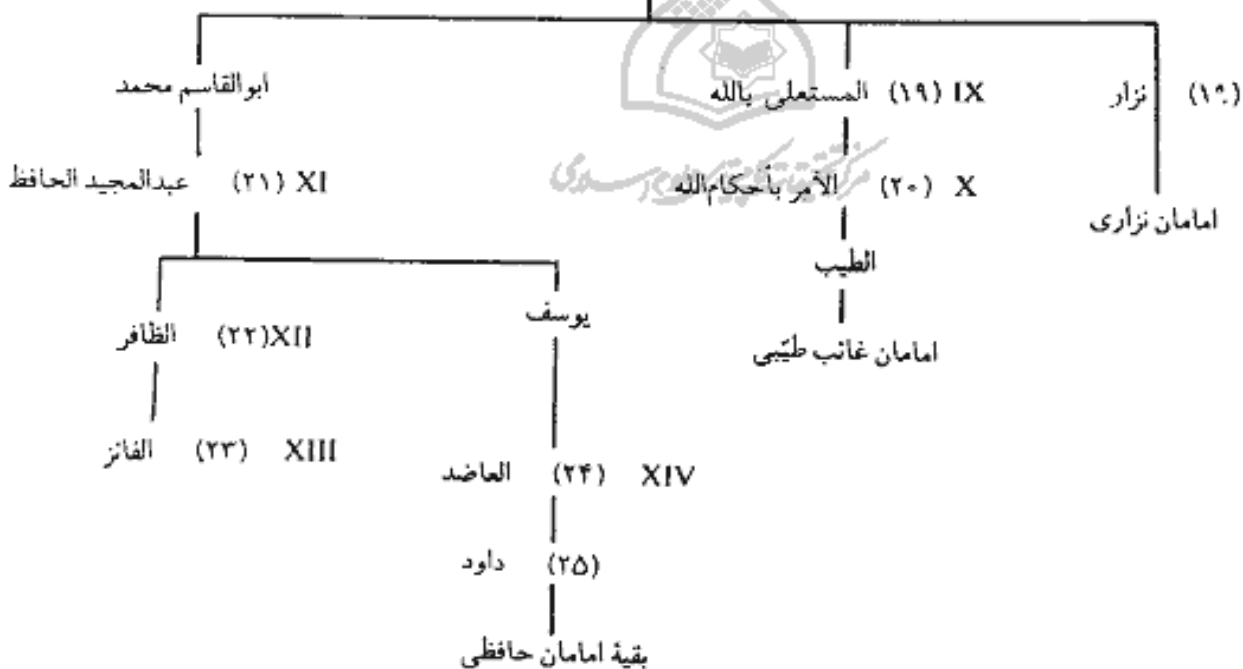 (۱۹) نزار IX (۱۹) المستعلی بالله ابوالقاسم محمد
X (۲۰) الآمر بأحکام‌الله XI (۲۱) عبدالمجید الحافظ
امامان نزاری
الطیب
یوسف
امامان غائب طیّبی
XII (۲۲) الظافر
XIII (۲۳) الفائز
XIV (۲۴) العاضد
(۲۵) داود
بقیهٔ امامان حافظی